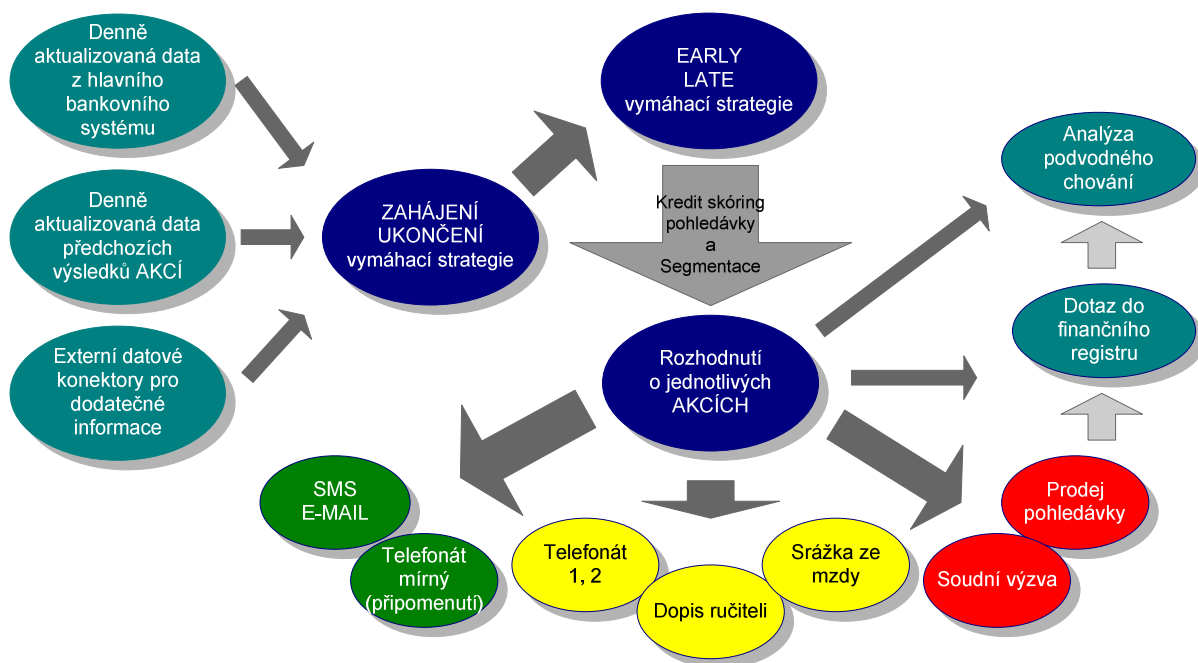 Denně
aktualizovaná data
z hlavního
bankovního
systému
Denně
aktualizovaná data
předchozích
výsledků AKCÍ
Externí datové
konektory pro
dodatečné
informace
ZAHÁJENÍ
UKONČENÍ
vymáhací strategie
EARLY
LATE
vymáhací strategie
Kredit skóring
pohledávky
a
Segmentace
Rozhodnutí
o jednotlivých
AKCÍCH
Analýza
podvodného
chování
Dotaz do
finančního
registru
SMS
E-MAIL
Telefonát
mírný
(připomenutí)
Telefonát
1, 2
Dopis ručiteli
Srážka ze
mzdy
Soudní výzva
Prodej
pohledávky